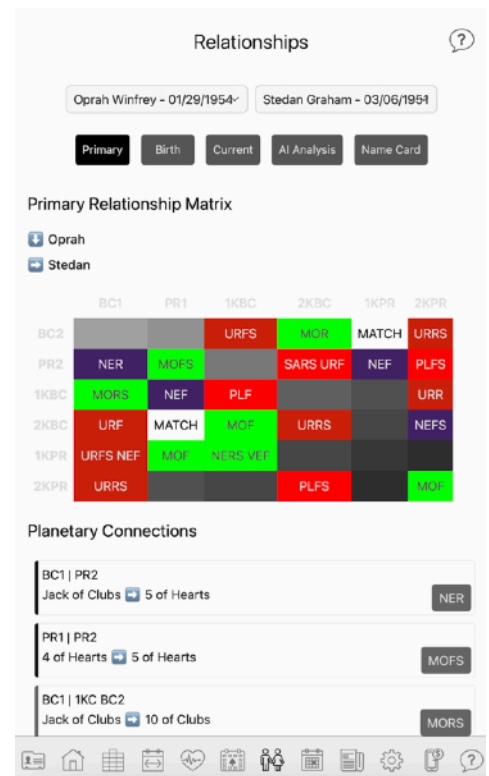 Relationships
?
Oprah Winfrey - 01/29/1954 Stedan Graham - 03/06/1951
Primary Birth Current AI Analysis Name Card
Primary Relationship Matrix
⬇️ Oprah
➡️ Stedan
BC1 PR1 1KBC 2KBC 1KPR 2KPR
BC2 URFS MOR MATCH URRS
PR2 NER MOFS SARS URF NEF PLFS
1KBC MORS NEF PLF URR
2KBC URF MATCH MOF URRS NEFS
1KPR URFS NEF MOF NERS VEF
2KPR URRS PLFS MOF
Planetary Connections
BC1 | PR2
Jack of Clubs ➡️ 5 of Hearts NER
PR1 | PR2
4 of Hearts ➡️ 5 of Hearts MOFS
BC1 | 1KC BC2
Jack of Clubs ➡️ 10 of Clubs MORS
?